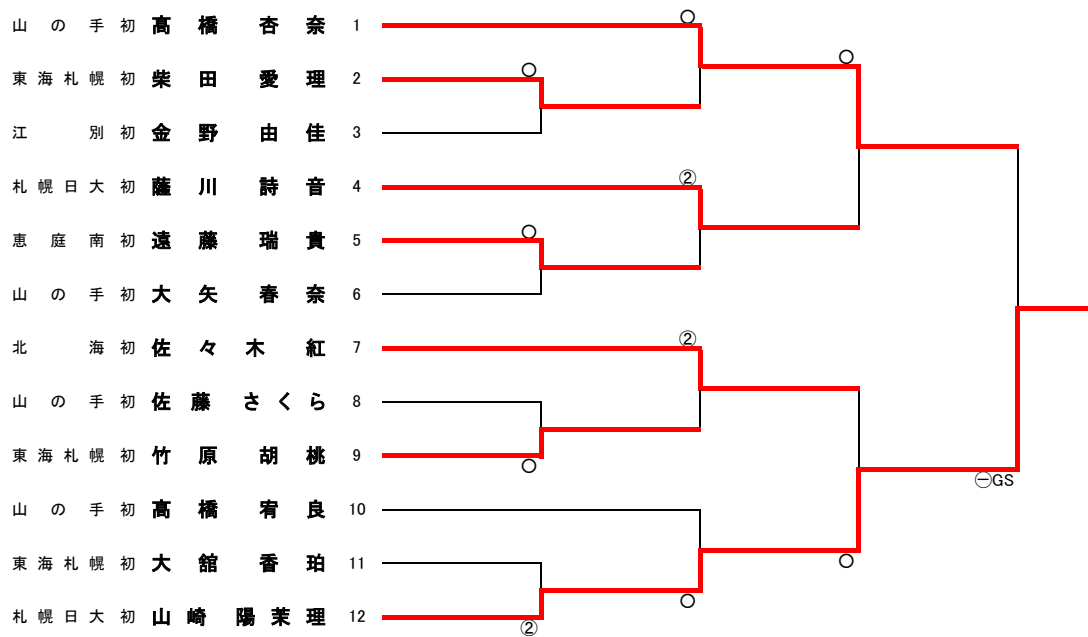 山の手 初 髙橋 杏奈 1
東海札幌 初 柴田 愛理 2
江別 初 金野 由佳 3
札幌日大 初 薩川 詩音 4
恵庭南 初 遠藤 瑞貴 5
山の手 初 大矢 春奈 6
北海 初 佐々木 紅 7
山の手 初 佐藤 さくら 8
東海札幌 初 竹原 胡桃 9
山の手 初 髙橋 宥良 10
東海札幌 初 大舘 香珀 11
札幌日大 初 山崎 陽茉理 12
○
○
○
②
○
②
○
㊀GS
○
○
②